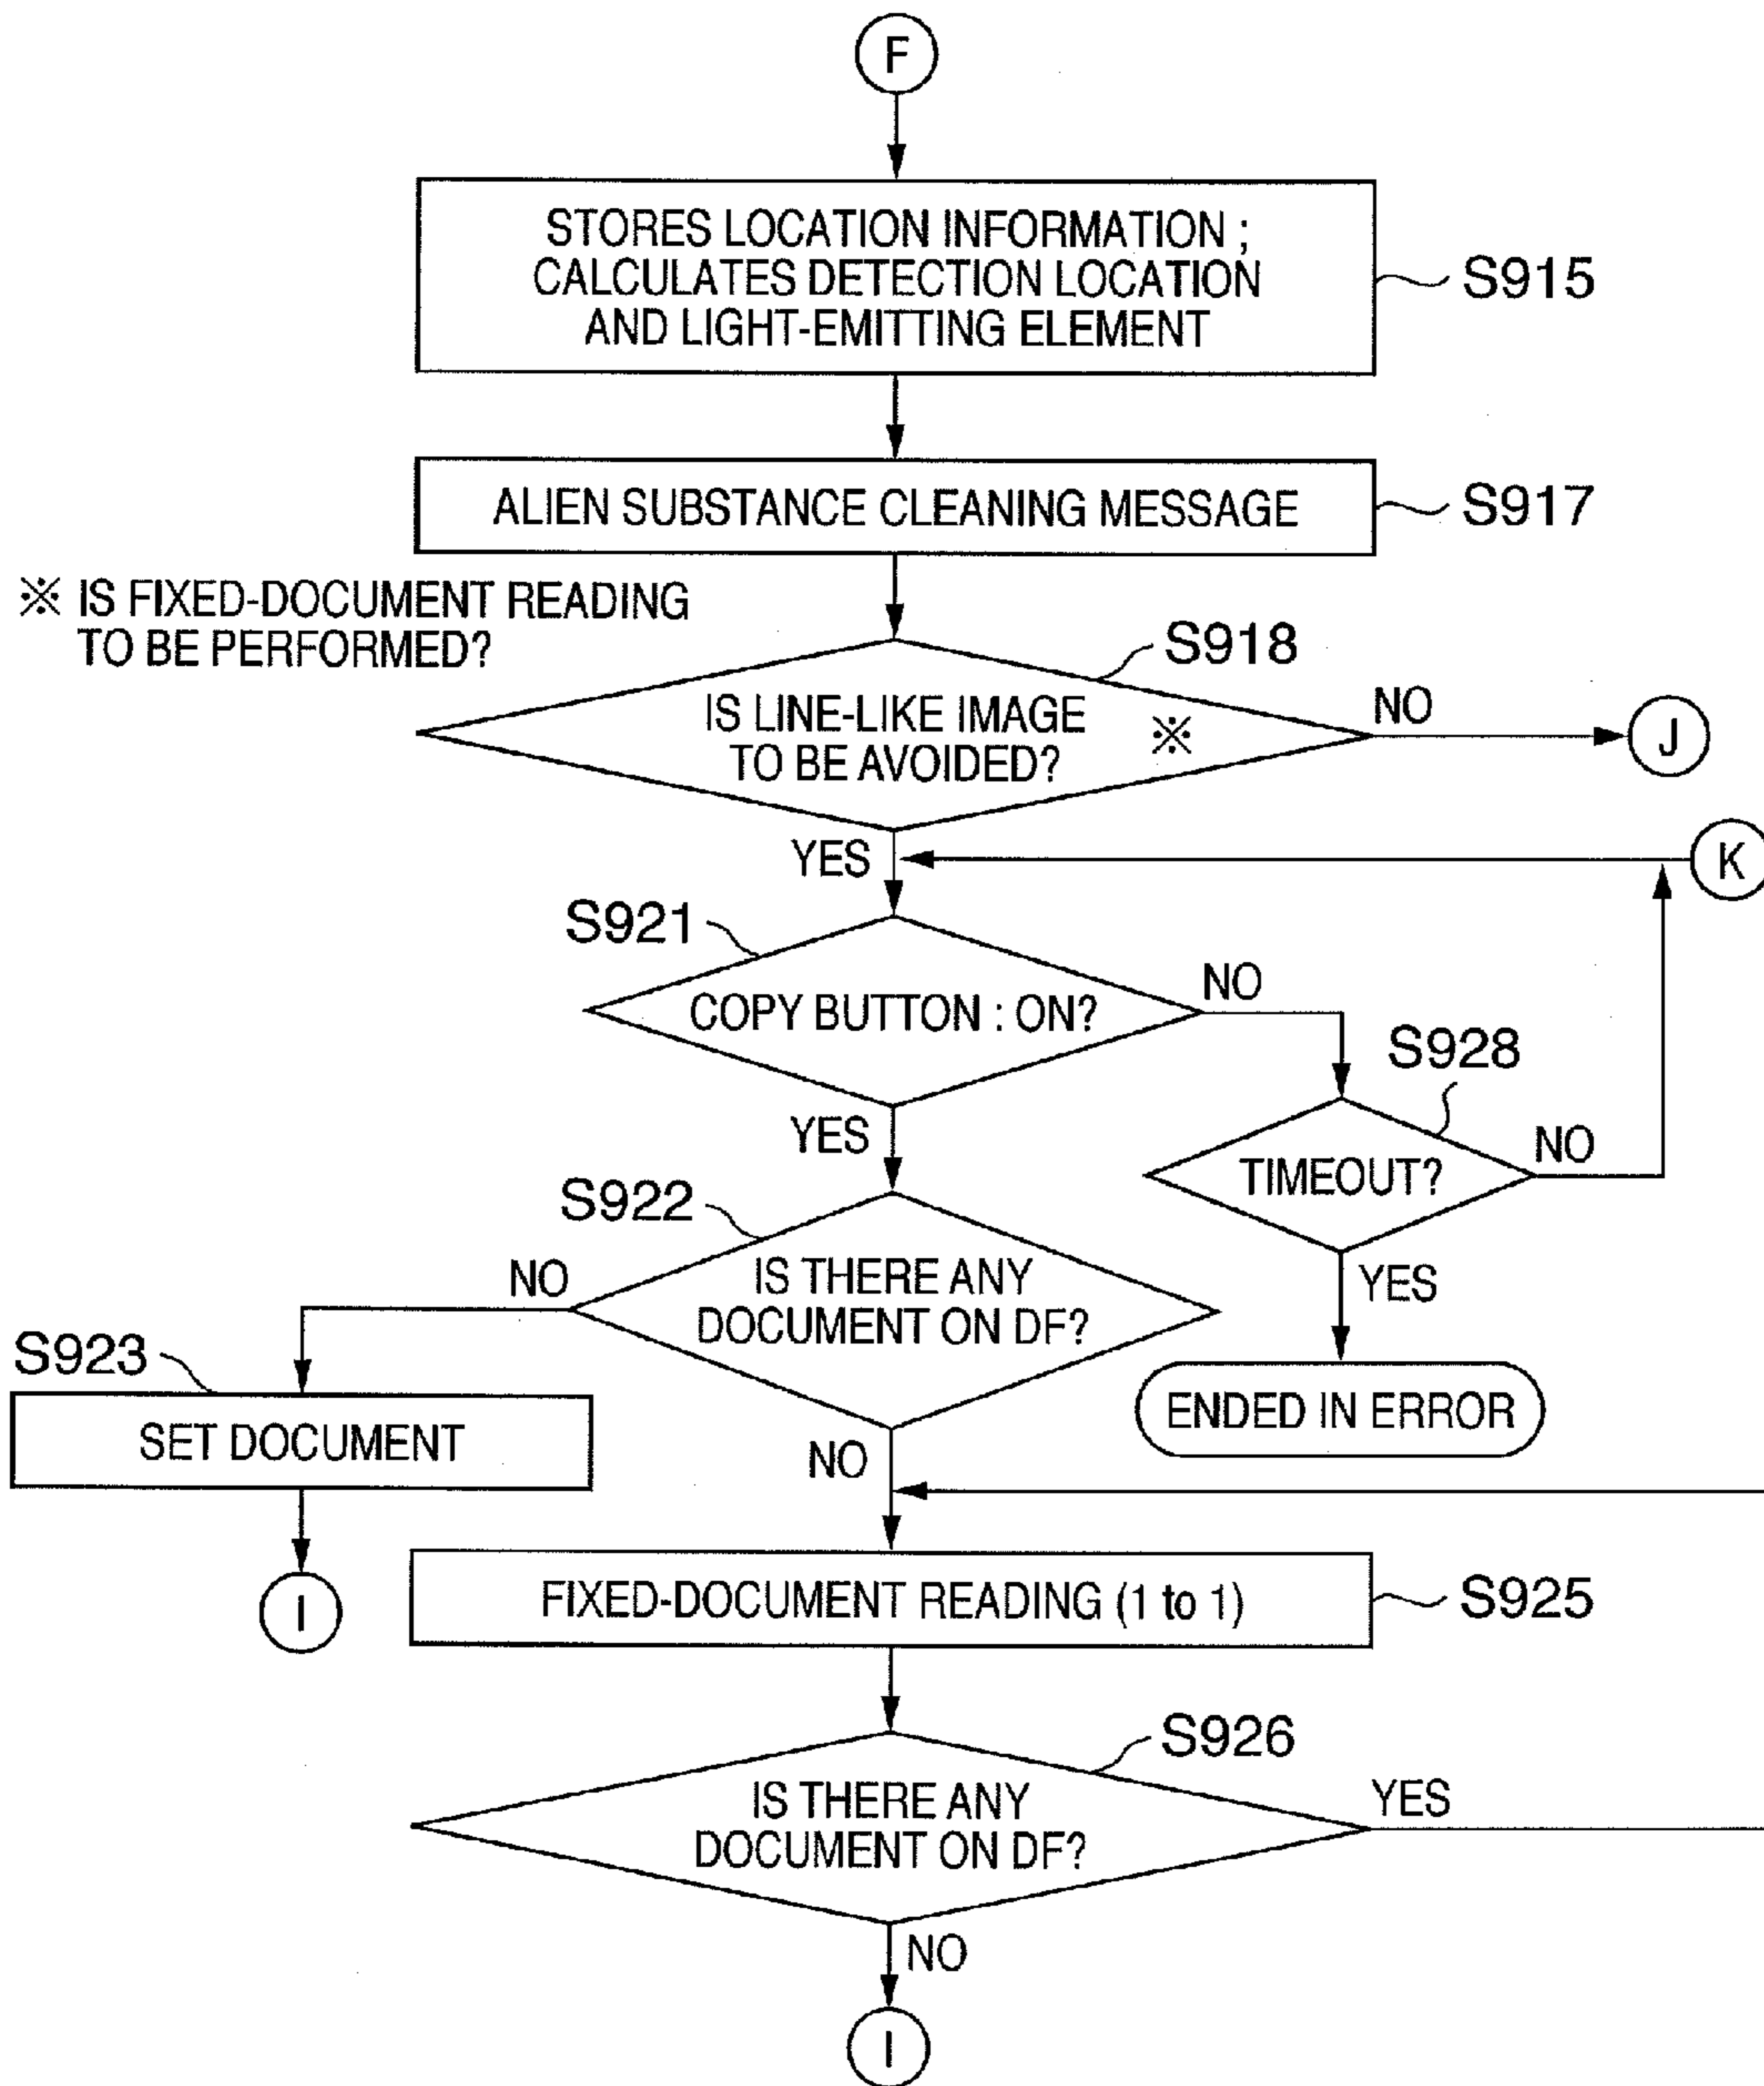 F
STORES LOCATION INFORMATION ;
CALCULATES DETECTION LOCATION
AND LIGHT-EMITTING ELEMENT
S915
ALIEN SUBSTANCE CLEANING MESSAGE
S917
※ IS FIXED-DOCUMENT READING
TO BE PERFORMED?
S918
IS LINE-LIKE IMAGE
TO BE AVOIDED?
※
NO
J
YES
K
S921
COPY BUTTON : ON?
NO
S928
YES
TIMEOUT?
NO
S922
IS THERE ANY
DOCUMENT ON DF?
NO
YES
S923
SET DOCUMENT
ENDED IN ERROR
NO
I
FIXED-DOCUMENT READING (1 to 1)
S925
S926
IS THERE ANY
DOCUMENT ON DF?
YES
NO
I